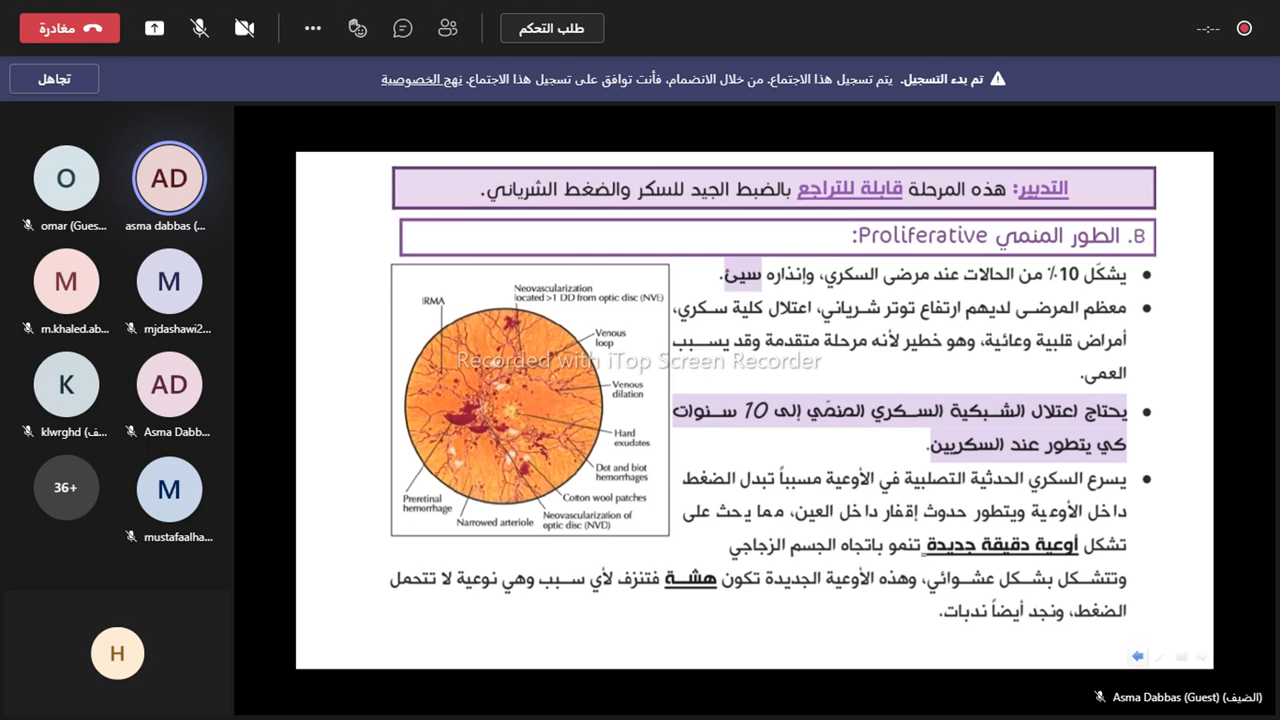 مغادرة
طلب التحكم
--:--
تم بدء التسجيل. يتم تسجيل هذا الاجتماع. من خلال الانضمام، فأنت توافق على تسجيل هذا الاجتماع. نهج الخصوصية
تجاهل
O
AD
omar (Gues...
asma dabbas (...
M
M
m.khaled.ab...
mjdashawi2...
K
AD
klwrghd (ف...
Asma Dabb...
36+
M
mustafaalha...
H
التدبير: هذه المرحلة قابلة للتراجع بالضبط الجيد للسكر والضغط الشرياني.
B. الطور المنمي Proliferative:
• يشكّل 10٪ من الحالات عند مرضى السكري، وإنذاره سيئ.
• معظم المرضى لديهم ارتفاع توتر شرياني، اعتلال كلية سكري،
أمراض قلبية وعائية، وهو خطير لأنه مرحلة متقدمة وقد يسبب
العمى.
• يحتاج اعتلال الشبكية السكري المنمّي إلى 10 سنوات
كي يتطور عند السكريين.
• يسرع السكري الحدثية التصلبية في الأوعية مسبباً تبدل الضغط
داخل الأوعية ويتطور حدوث إقفار داخل العين، مما يحث على
تشكل أوعية دقيقة جديدة تنمو باتجاه الجسم الزجاجي
وتتشكل بشكل عشوائي، وهذه الأوعية الجديدة تكون هشة فتنزف لأي سبب وهي نوعية لا تتحمل
الضغط، ونجد أيضاً ندبات.
IRMA
Neovascularization
located >1 DD from optic disc (NVE)
Venous
loop
Venous
dilation
Hard
exudates
Dot and blot
hemorrhages
Cotton wool patches
Neovascularization of
optic disc (NVD)
Narrowed arteriole
Preretinal
hemorrhage
Recorded with iTop Screen Recorder
Asma Dabbas (Guest) (الضيف)